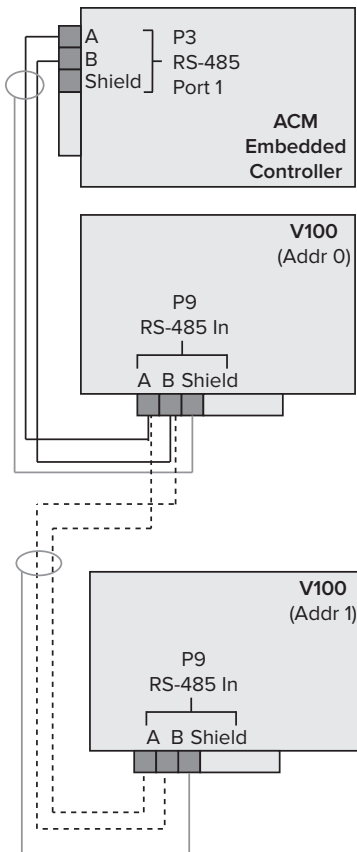 A
B
Shield
P3
RS-485
Port 1
ACM
Embedded
Controller
V100
(Addr 0)
P9
RS-485 In
A B Shield
V100
(Addr 1)
P9
RS-485 In
A B Shield